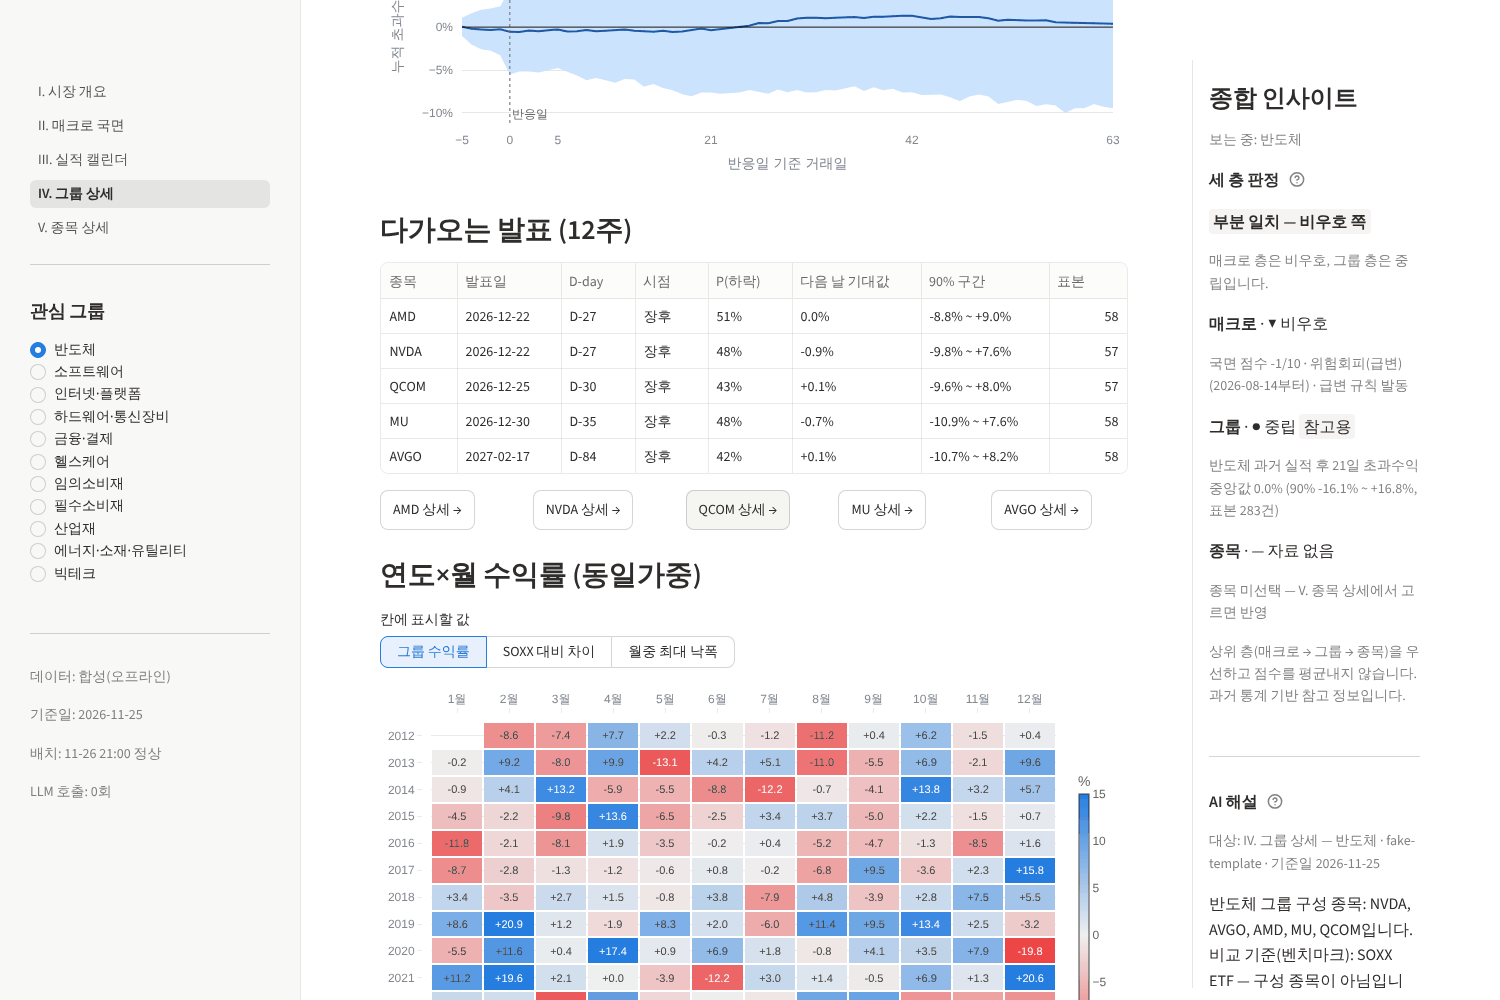 I. 시장 개요
II. 매크로 국면
III. 실적 캘린더
IV. 그룹 상세
V. 종목 상세
관심 그룹
반도체
소프트웨어
인터넷·플랫폼
하드웨어·통신장비
금융·결제
헬스케어
임의소비재
필수소비재
산업재
에너지·소재·유틸리티
빅테크
데이터: 합성(오프라인)
기준일: 2026-11-25
배치: 11-26 21:00 정상
LLM 호출: 0회
누적 초과수
0%
−5%
−10%
반응일
−5 0 5 21 42 63
반응일 기준 거래일
다가오는 발표 (12주)
종목 발표일 D-day 시점 P(하락) 다음 날 기대값 90% 구간 표본
AMD 2026-12-22 D-27 장후 51% 0.0% -8.8% ~ +9.0% 58
NVDA 2026-12-22 D-27 장후 48% -0.9% -9.8% ~ +7.6% 57
QCOM 2026-12-25 D-30 장후 43% +0.1% -9.6% ~ +8.0% 57
MU 2026-12-30 D-35 장후 48% -0.7% -10.9% ~ +7.6% 58
AVGO 2027-02-17 D-84 장후 42% +0.1% -10.7% ~ +8.2% 58
AMD 상세 → NVDA 상세 → QCOM 상세 → MU 상세 → AVGO 상세 →
연도×월 수익률 (동일가중)
칸에 표시할 값
그룹 수익률 SOXX 대비 차이 월중 최대 낙폭
1월 2월 3월 4월 5월 6월 7월 8월 9월 10월 11월 12월
2012 -8.6 -7.4 +7.7 +2.2 -0.3 -1.2 -11.2 +0.4 +6.2 -1.5 +0.4
2013 -0.2 +9.2 -8.0 +9.9 -13.1 +4.2 +5.1 -11.0 -5.5 +6.9 -2.1 +9.6
2014 -0.9 +4.1 +13.2 -5.9 -5.5 -8.8 -12.2 -0.7 -4.1 +13.8 +3.2 +5.7
2015 -4.5 -2.2 -9.8 +13.6 -6.5 -2.5 +3.4 +3.7 -5.0 +2.2 -1.5 +0.7
2016 -11.8 -2.1 -8.1 +1.9 -3.5 -0.2 +0.4 -5.2 -4.7 -1.3 -8.5 +1.6
2017 -8.7 -2.8 -1.3 -1.2 -0.6 +0.8 -0.2 -6.8 +9.5 -3.6 +2.3 +15.8
2018 +3.4 -3.5 +2.7 +1.5 -0.8 +3.8 -7.9 +4.8 -3.9 +2.8 +7.5 +5.5
2019 +8.6 +20.9 +1.2 -1.9 +8.3 +2.0 -6.0 +11.4 +9.5 +13.4 +2.5 -3.2
2020 -5.5 +11.6 +0.4 +17.4 +0.9 +6.9 +1.8 -0.8 +4.1 +3.5 +7.9 -19.8
2021 +11.2 +19.6 +2.1 +0.0 -3.9 -12.2 +3.0 +1.4 -0.5 +6.9 +1.3 +20.6
%
15
10
5
0
−5
종합 인사이트
보는 중: 반도체
세 층 판정 ?
부분 일치 — 비우호 쪽
매크로 층은 비우호, 그룹 층은 중
립입니다.
매크로 · ▼ 비우호
국면 점수 -1/10 · 위험회피(급변)
(2026-08-14부터) · 급변 규칙 발동
그룹 · ● 중립 참고용
반도체 과거 실적 후 21일 초과수익
중앙값 0.0% (90% -16.1% ~ +16.8%,
표본 283건)
종목 · — 자료 없음
종목 미선택 — V. 종목 상세에서 고
르면 반영
상위 층(매크로 → 그룹 → 종목)을 우
선하고 점수를 평균내지 않습니다.
과거 통계 기반 참고 정보입니다.
AI 해설 ?
대상: IV. 그룹 상세 — 반도체 · fake-
template · 기준일 2026-11-25
반도체 그룹 구성 종목: NVDA,
AVGO, AMD, MU, QCOM입니다.
비교 기준(벤치마크): SOXX
ETF — 구성 종목이 아님입니